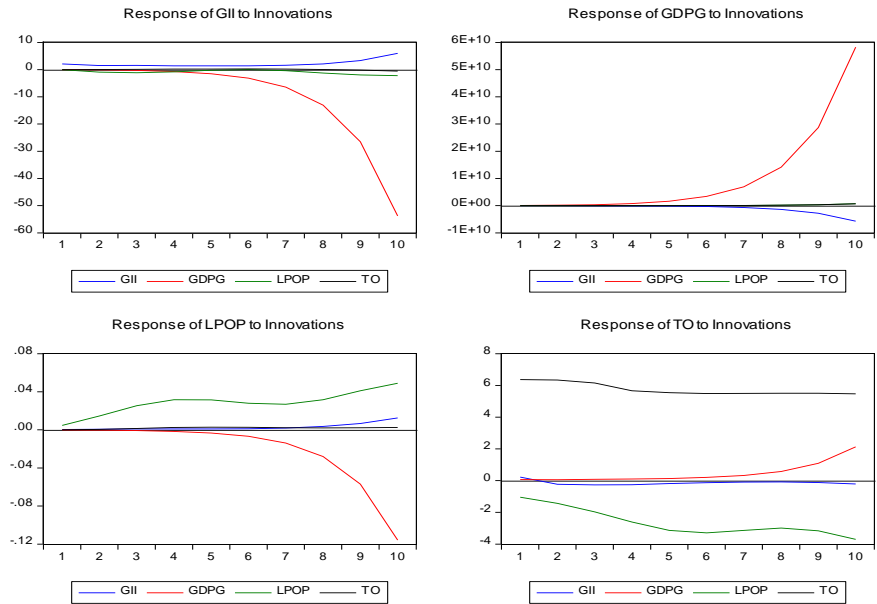 Response of GII to Innovations
10
0
-10
-20
-30
-40
-50
-60
1 2 3 4 5 6 7 8 9 10
GII GDPG LPOP TO
Response of GDPG to Innovations
6E+10
5E+10
4E+10
3E+10
2E+10
1E+10
0E+00
-1E+10
1 2 3 4 5 6 7 8 9 10
GII GDPG LPOP TO
Response of LPOP to Innovations
.08
.04
.00
-.04
-.08
-.12
1 2 3 4 5 6 7 8 9 10
GII GDPG LPOP TO
Response of TO to Innovations
8
6
4
2
0
-2
-4
1 2 3 4 5 6 7 8 9 10
GII GDPG LPOP TO